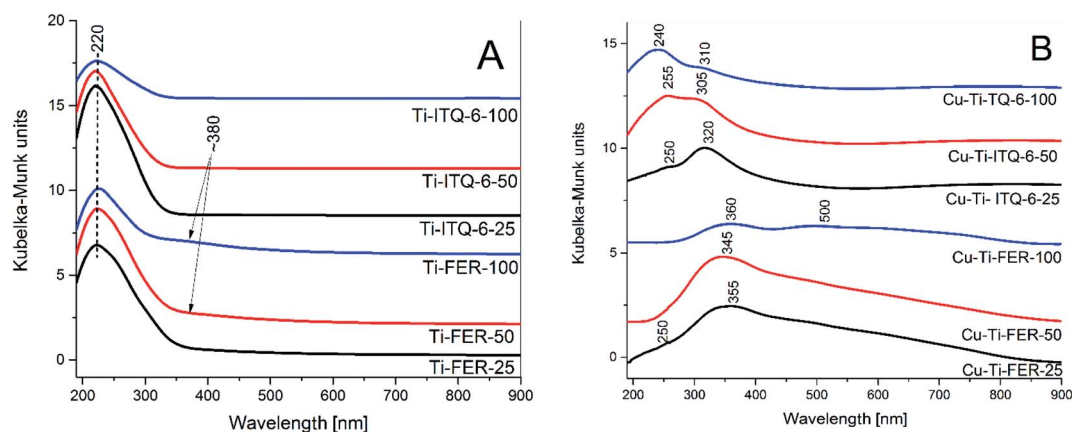 A
20
15
10
5
0
Kubelka-Munk units
220
~380
Ti-ITQ-6-100
Ti-ITQ-6-50
Ti-ITQ-6-25
Ti-FER-100
Ti-FER-50
Ti-FER-25
200 300 400 500 600 700 800 900
Wavelength [nm]
B
15
10
5
0
Kubelka-Munk units
240
310
Cu-Ti-TQ-6-100
255
305
Cu-Ti-ITQ-6-50
250
320
Cu-Ti- ITQ-6-25
360
500
Cu-Ti-FER-100
345
Cu-Ti-FER-50
250
355
Cu-Ti-FER-25
200 300 400 500 600 700 800 900
Wavelength [nm]